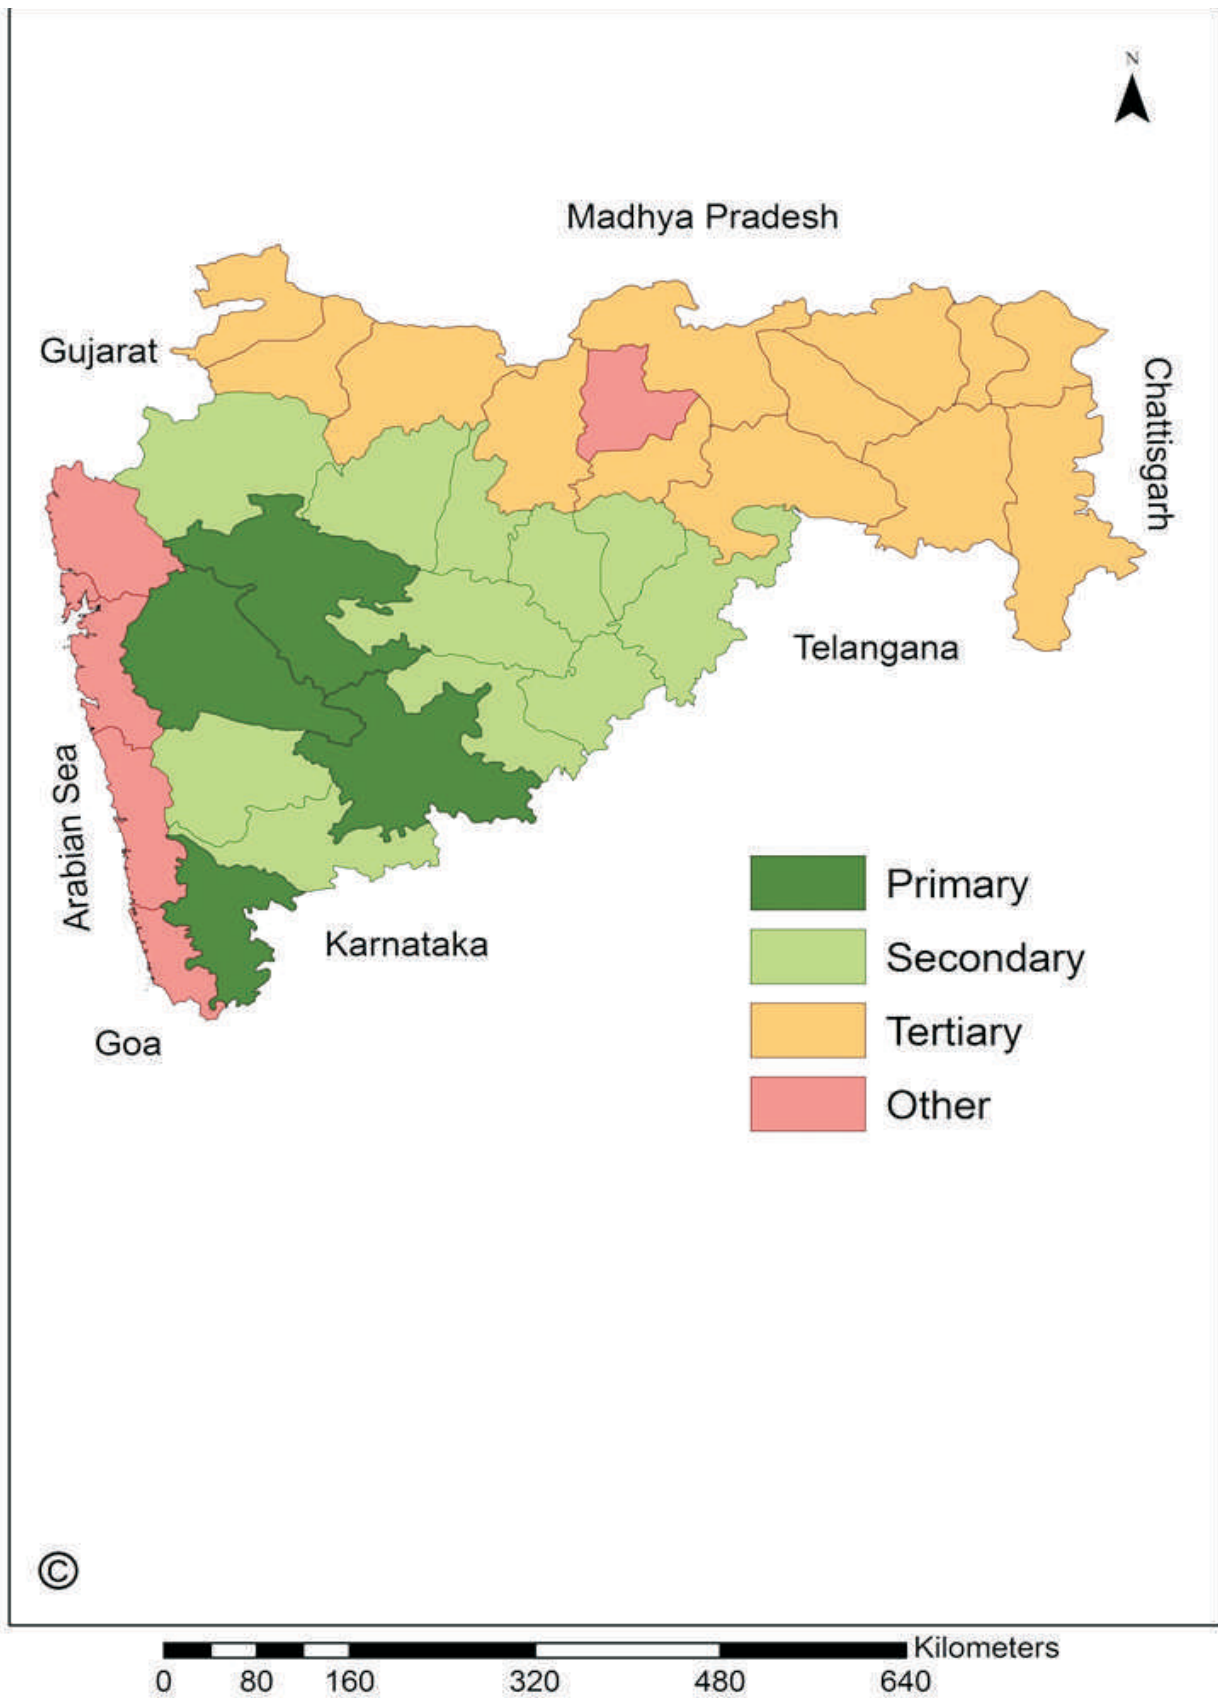 N
Madhya Pradesh
Gujarat
Chattisgarh
Telangana
Arabian Sea
Karnataka
Goa
Primary
Secondary
Tertiary
Other
©
Kilometers
0 80 160 320 480 640